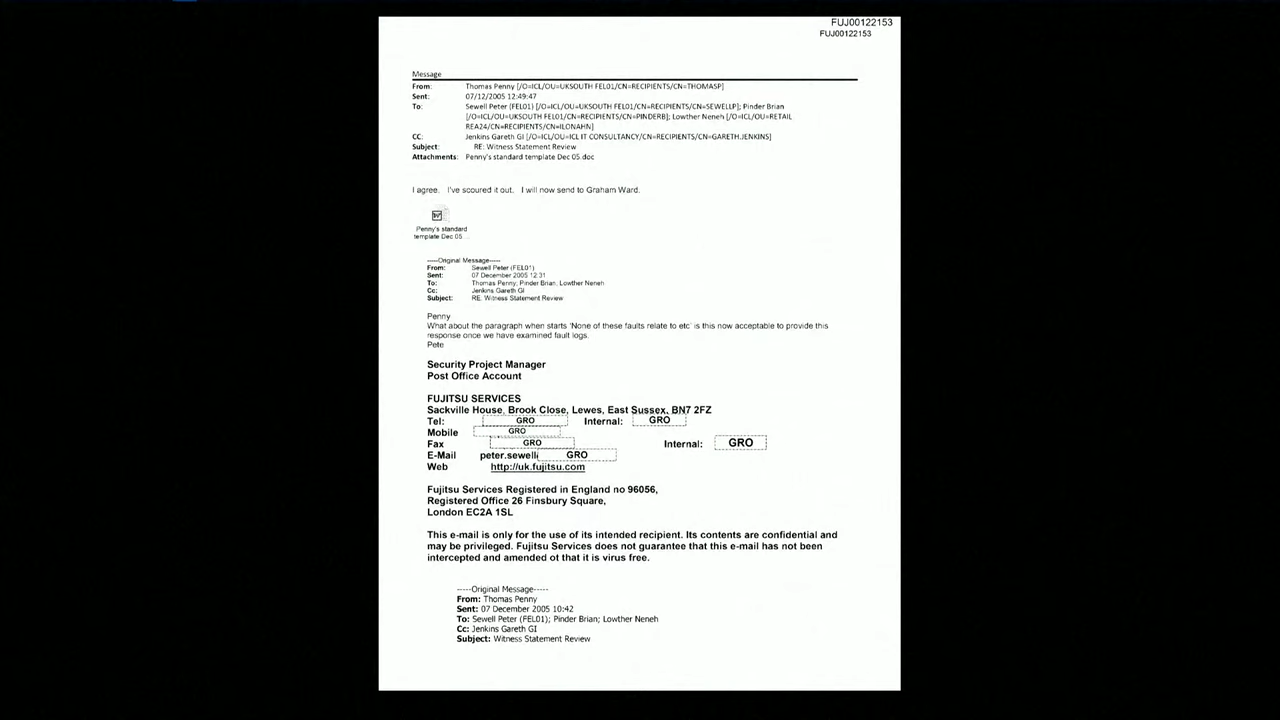 FUJ00122153
FUJ00122153
Message
From: Thomas Penny [/O=ICL/OU=UKSOUTH FEL01/CN=RECIPIENTS/CN=THOMASP]
Sent: 07/12/2005 12:49:47
To: Sewell Peter (FEL01) [/O=ICL/OU=UKSOUTH FEL01/CN=RECIPIENTS/CN=SEWELLP]; Pinder Brian
[/O=ICL/OU=UKSOUTH FEL01/CN=RECIPIENTS/CN=PINDERB]; Lowther Neneh [/O=ICL/OU=RETAIL
REA24/CN=RECIPIENTS/CN=ILONAHN]
CC: Jenkins Gareth GI [/O=ICL/OU=ICL IT CONSULTANCY/CN=RECIPIENTS/CN=GARETH.JENKINS]
Subject: RE: Witness Statement Review
Attachments: Penny's standard template Dec 05.doc
I agree. I've scoured it out. I will now send to Graham Ward.
Penny's standard
template Dec 05...
-----Original Message-----
From: Sewell Peter (FEL01)
Sent: 07 December 2005 12:31
To: Thomas Penny; Pinder Brian; Lowther Neneh
Cc: Jenkins Gareth GI
Subject: RE: Witness Statement Review
Penny
What about the paragraph when starts 'None of these faults relate to etc' is this now acceptable to provide this
response once we have examined fault logs.
Pete
Security Project Manager
Post Office Account
FUJITSU SERVICES
Sackville House, Brook Close, Lewes, East Sussex, BN7 2FZ
Tel: GRO Internal: GRO
Mobile GRO
Fax GRO Internal: GRO
E-Mail peter.sewell GRO
Web http://uk.fujitsu.com
Fujitsu Services Registered in England no 96056,
Registered Office 26 Finsbury Square,
London EC2A 1SL
This e-mail is only for the use of its intended recipient. Its contents are confidential and
may be privileged. Fujitsu Services does not guarantee that this e-mail has not been
intercepted and amended ot that it is virus free.
-----Original Message-----
From: Thomas Penny
Sent: 07 December 2005 10:42
To: Sewell Peter (FEL01); Pinder Brian; Lowther Neneh
Cc: Jenkins Gareth GI
Subject: Witness Statement Review